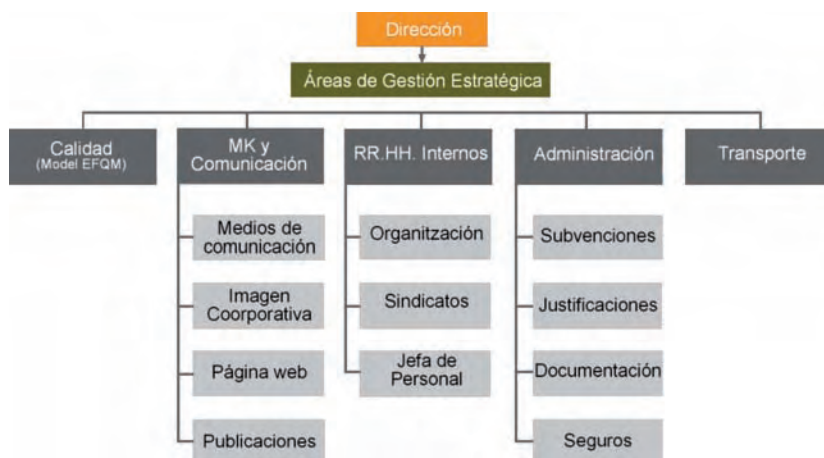 Dirección
Áreas de Gestión Estratégica
Calidad
(Model EFQM)
MK y
Comunicación
RR.HH. Internos
Administración
Transporte
Medios de
comunicación
Organitzación
Subvenciones
Imagen
Coorporativa
Sindicatos
Justificaciones
Página web
Jefa de
Personal
Documentación
Publicaciones
Seguros